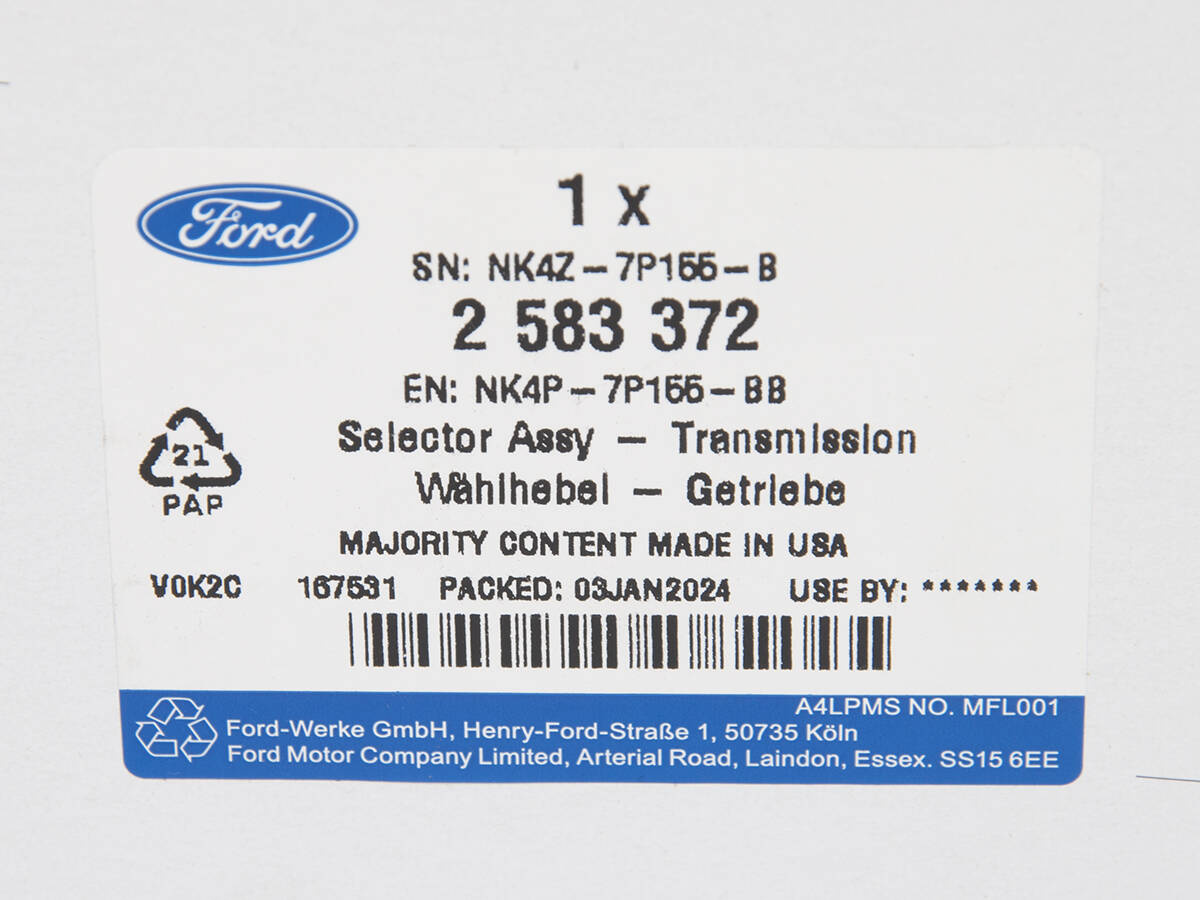 Ford
1 x
SN: NK4Z-7P155-B
2 583 372
EN: NK4P-7P155-BB
Selector Assy - Transmission
Wählhebel - Getriebe
21
PAP
MAJORITY CONTENT MADE IN USA
V0K2C 167531 PACKED: 03JAN2024 USE BY: *******
A4LPMS NO. MFL001
Ford-Werke GmbH, Henry-Ford-Straße 1, 50735 Köln
Ford Motor Company Limited, Arterial Road, Laindon, Essex. SS15 6EE